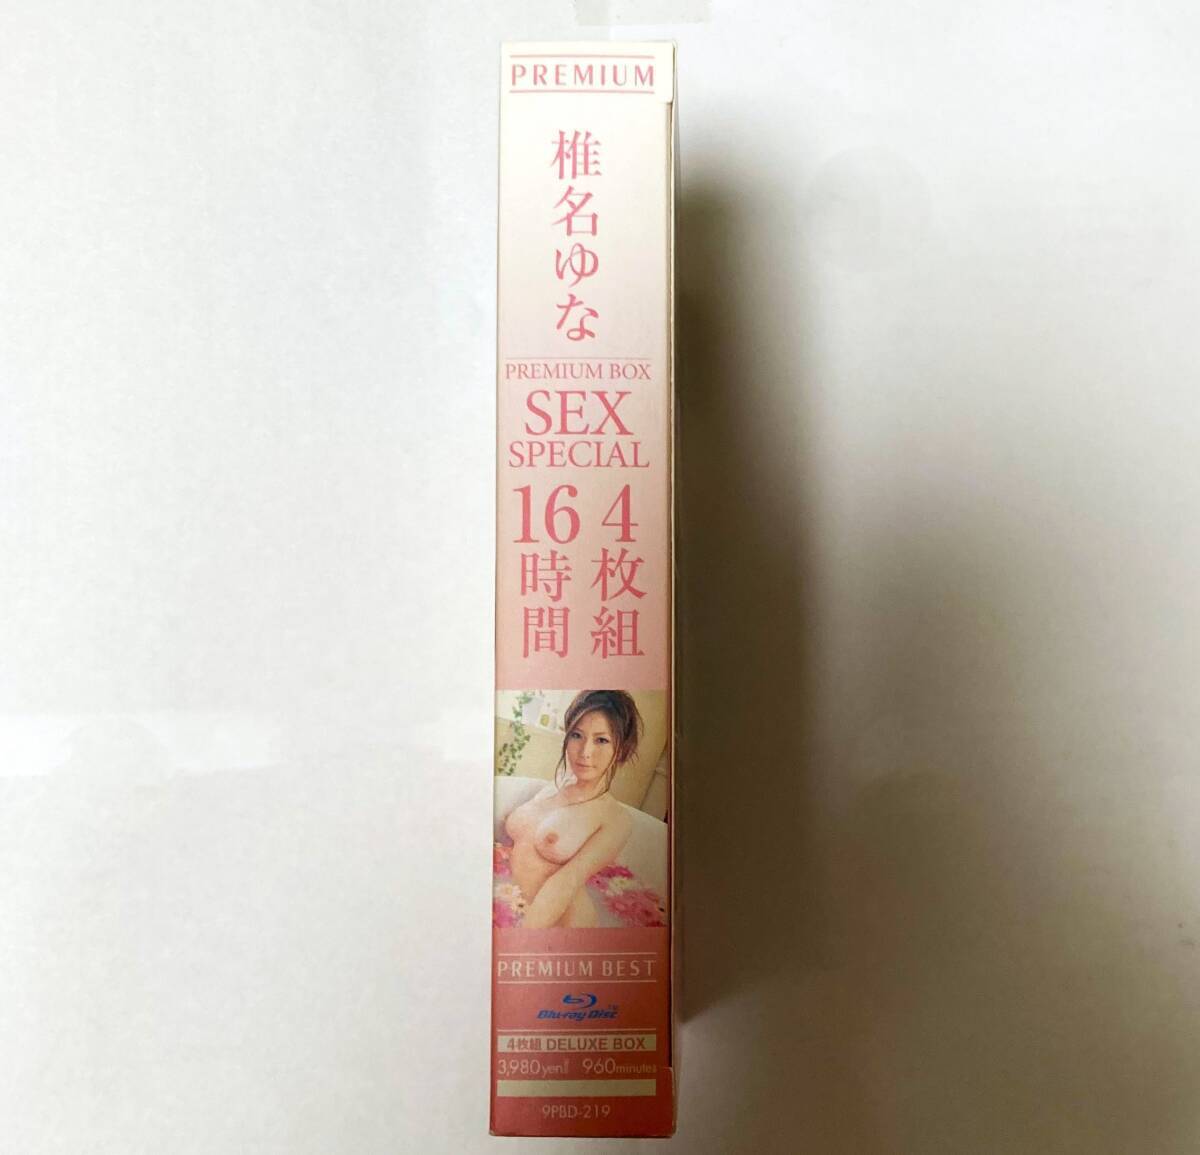 PREMIUM
椎名ゆな
PREMIUM BOX
SEX
SPECIAL
4枚組
16時間
PREMIUM BEST
Blu-ray Disc
4枚組 DELUXE BOX
3,980yen!! 960minutes
9PBD-219